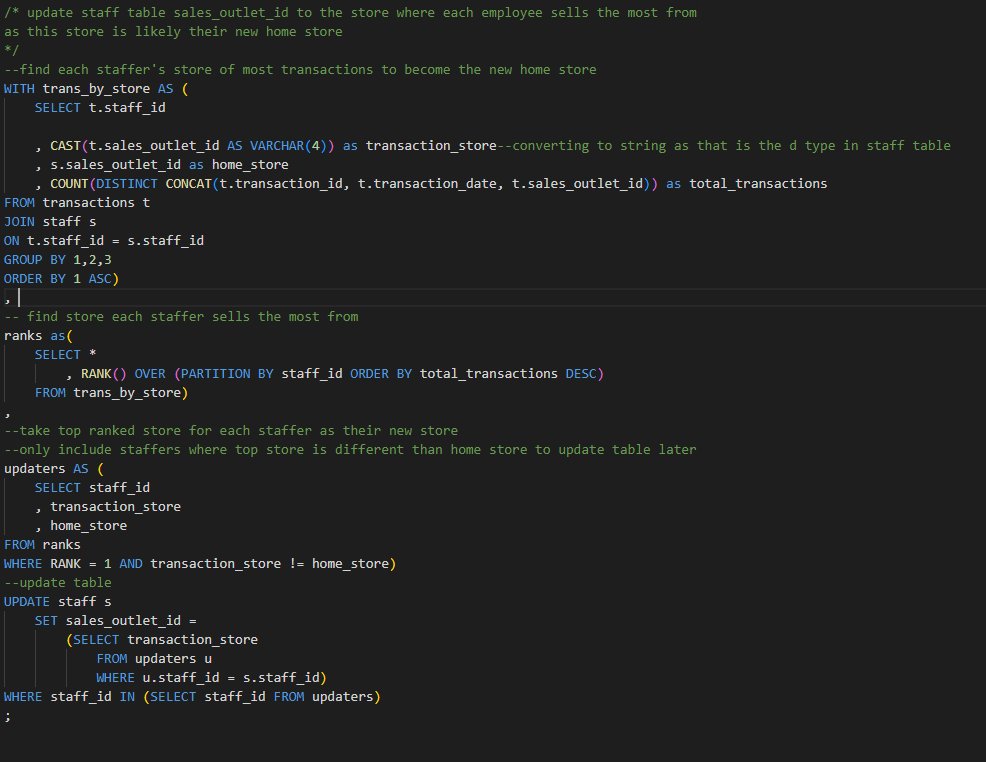 /* update staff table sales_outlet_id to the store where each employee sells the most from
as this store is likely their new home store
*/
--find each staffer's store of most transactions to become the new home store
WITH trans_by_store AS (
    SELECT t.staff_id
    , CAST(t.sales_outlet_id AS VARCHAR(4)) as transaction_store--converting to string as that is the d type in staff table
    , s.sales_outlet_id as home_store
    , COUNT(DISTINCT CONCAT(t.transaction_id, t.transaction_date, t.sales_outlet_id)) as total_transactions
FROM transactions t
JOIN staff s
ON t.staff_id = s.staff_id
GROUP BY 1,2,3
ORDER BY 1 ASC)
,
-- find store each staffer sells the most from
ranks as(
    SELECT *
        , RANK() OVER (PARTITION BY staff_id ORDER BY total_transactions DESC)
    FROM trans_by_store)
,
--take top ranked store for each staffer as their new store
--only include staffers where top store is different than home store to update table later
updaters AS (
    SELECT staff_id
    , transaction_store
    , home_store
FROM ranks
WHERE RANK = 1 AND transaction_store != home_store)
--update table
UPDATE staff s
    SET sales_outlet_id =
        (SELECT transaction_store
            FROM updaters u
            WHERE u.staff_id = s.staff_id)
WHERE staff_id IN (SELECT staff_id FROM updaters)
;